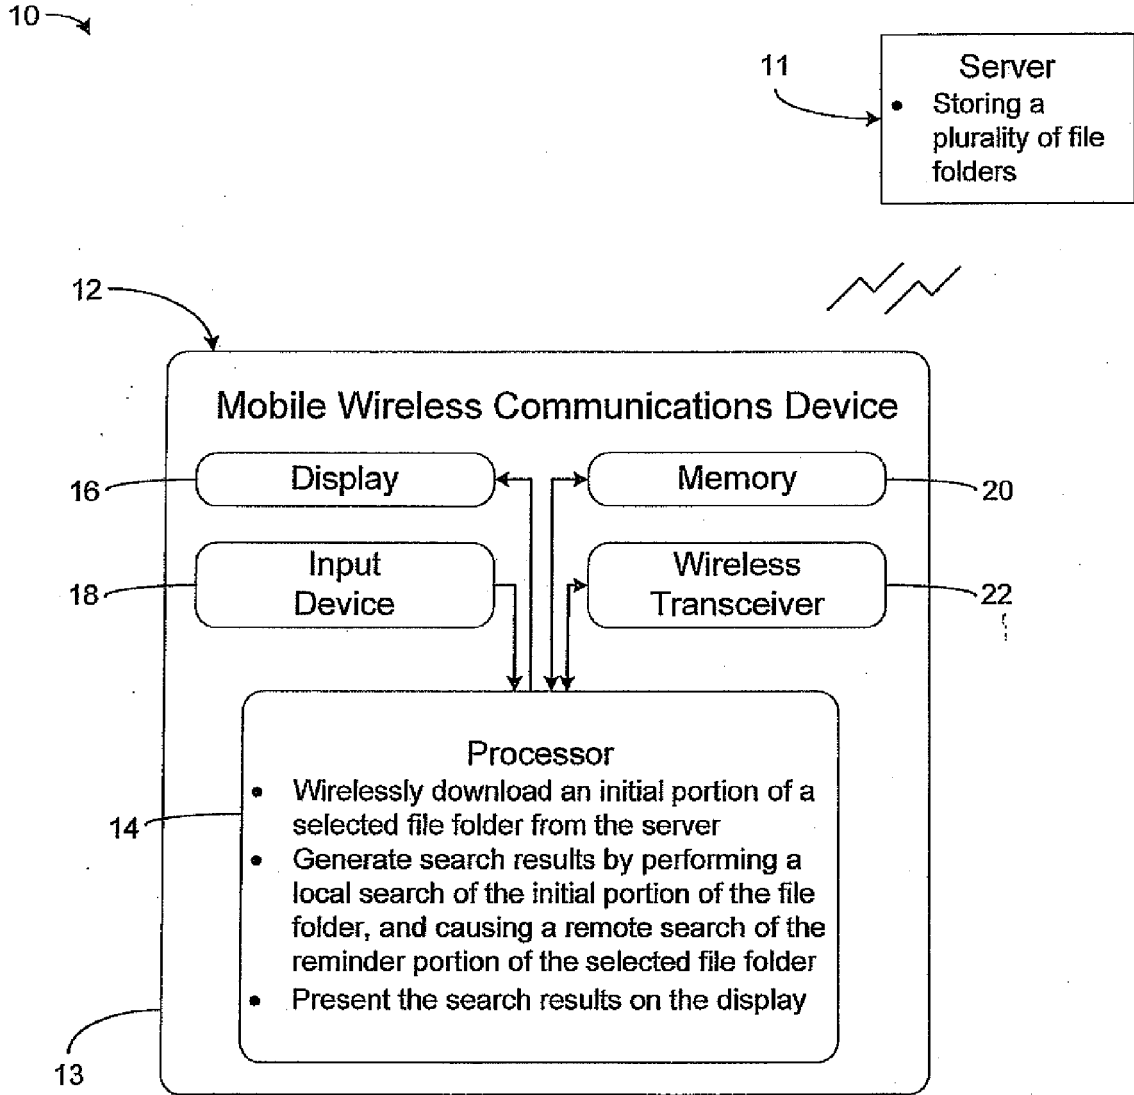 10
11
Server
• Storing a
plurality of file
folders
12
Mobile Wireless Communications Device
16
Display
Memory
20
18
Input
Device
Wireless
Transceiver
22
14
Processor
• Wirelessly download an initial portion of a
selected file folder from the server
• Generate search results by performing a
local search of the initial portion of the file
folder, and causing a remote search of the
reminder portion of the selected file folder
• Present the search results on the display
13